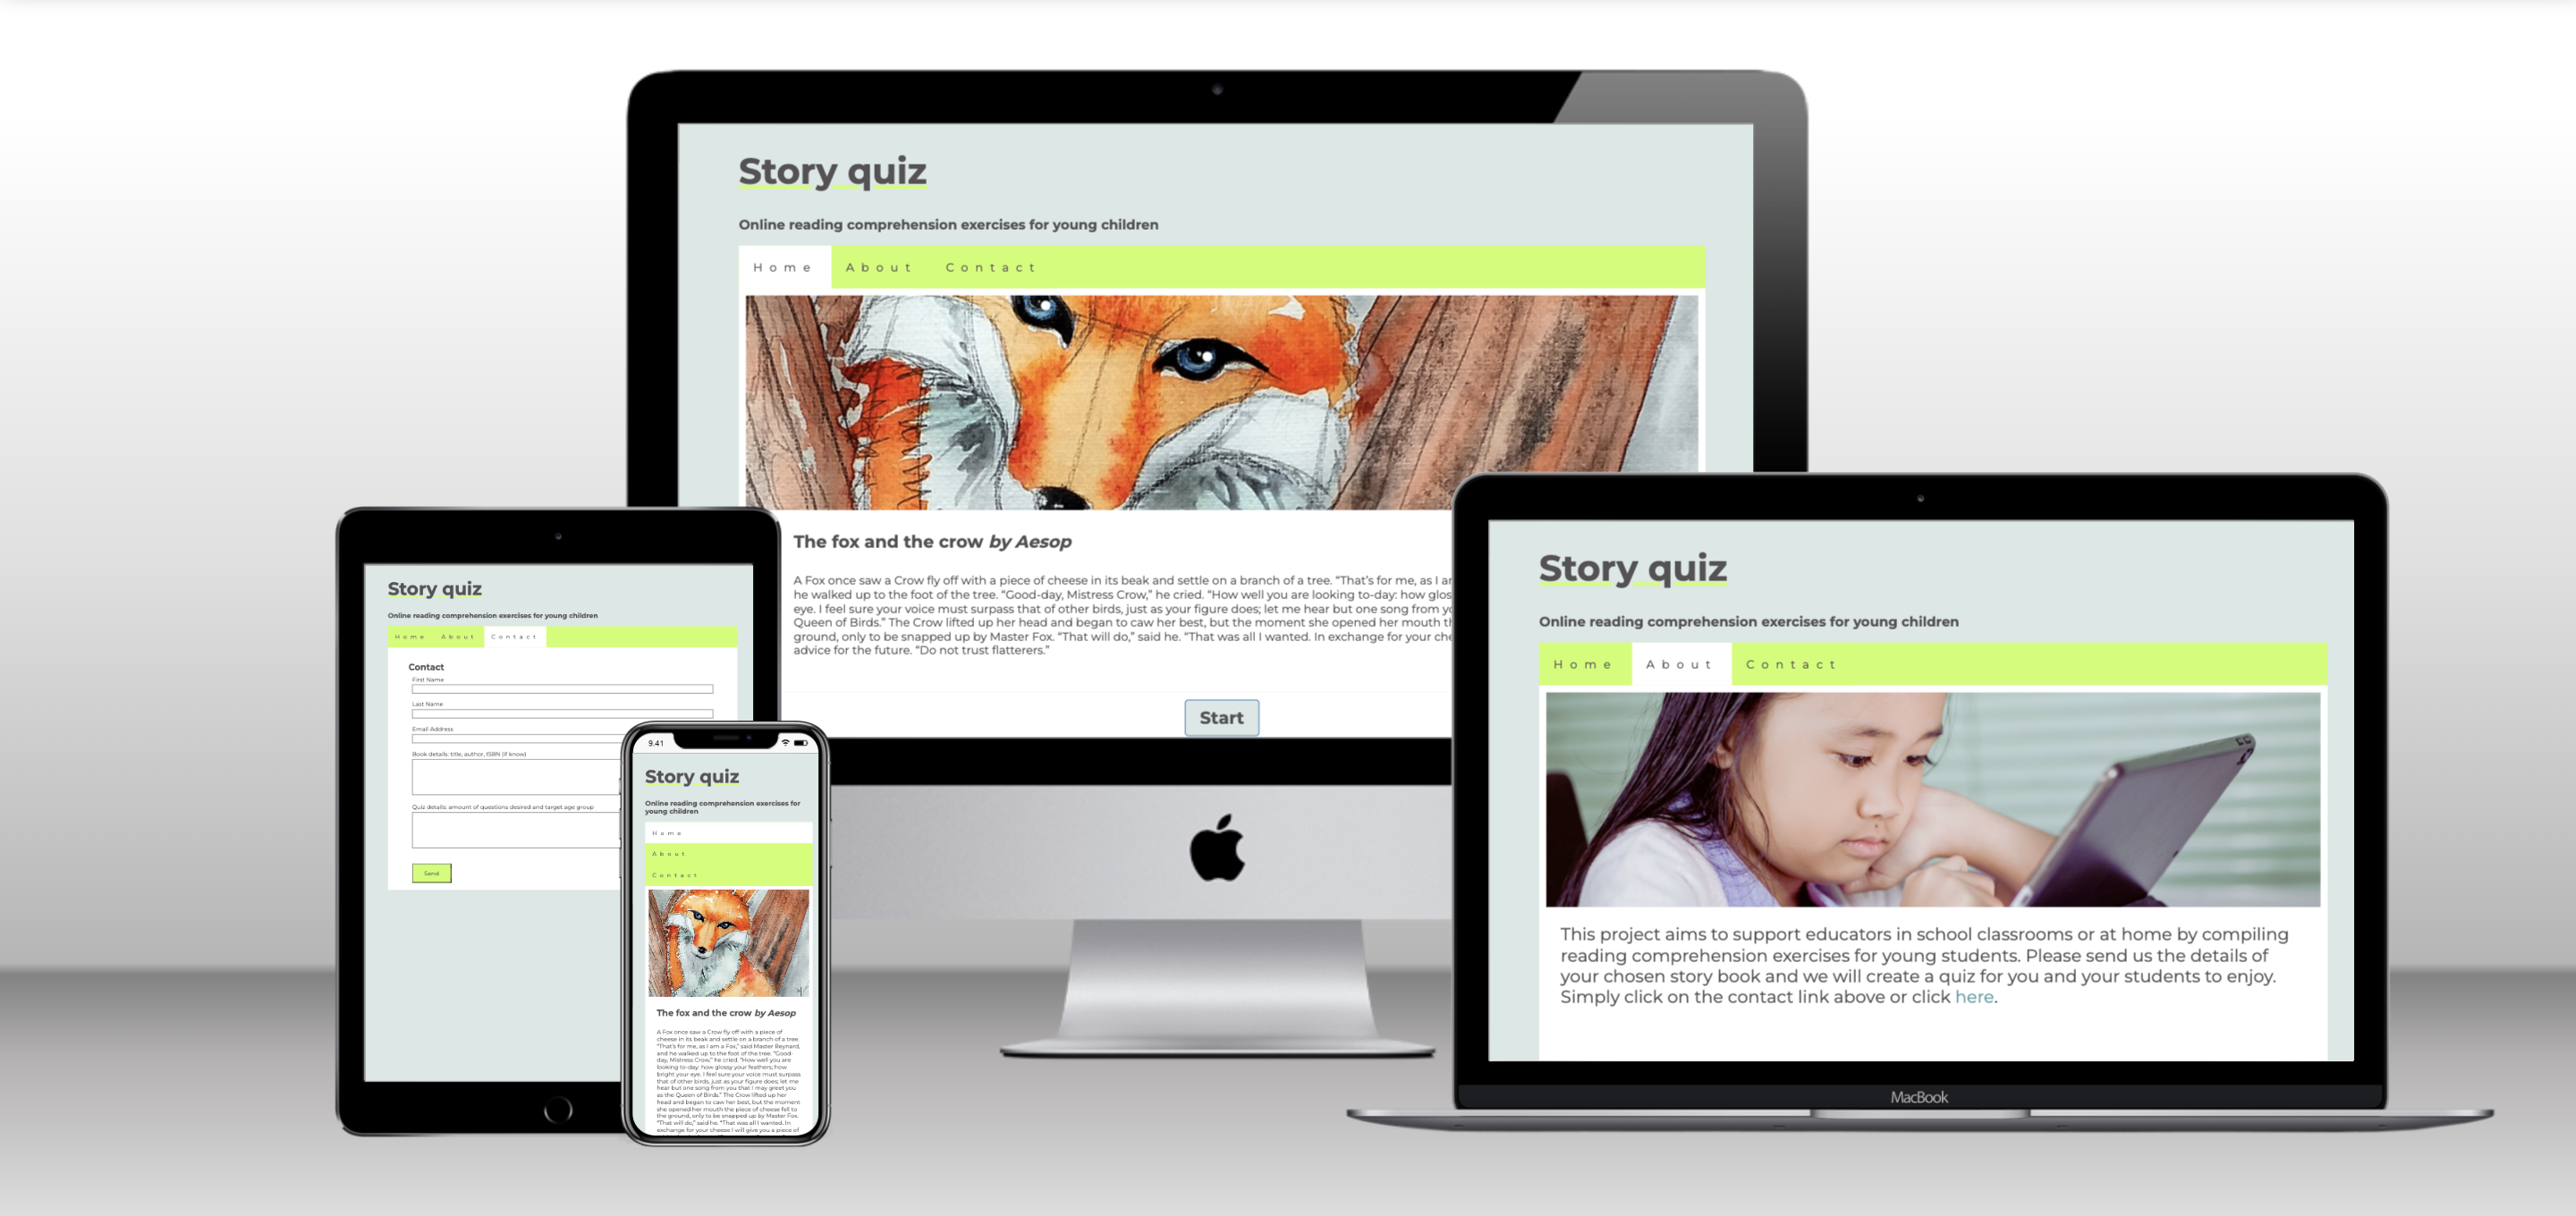 Story quiz
Online reading comprehension exercises for young children
Home About Contact
The fox and the crow by Aesop
A Fox once saw a Crow fly off with a piece of cheese in its beak and settle on a branch of a tree. “That’s for me, as I a
he walked up to the foot of the tree. “Good-day, Mistress Crow,” he cried. “How well you are looking to-day: how glos
eye. I feel sure your voice must surpass that of other birds, just as your figure does; let me hear but one song from y
Queen of Birds.” The Crow lifted up her head and began to caw her best, but the moment she opened her mouth t
ground, only to be snapped up by Master Fox. “That will do,” said he. “That was all I wanted. In exchange for your che
advice for the future. “Do not trust flatterers.”
Start
Story quiz
Online reading comprehension exercises for young children
Home About Contact
Contact
First Name
Last Name
Email Address
Book details: title, author, ISBN (if know)
Quiz details: amount of questions desired and target age group
Send
9.41
Story quiz
Online reading comprehension exercises for
young children
Home
About
Contact
The fox and the crow by Aesop
A Fox once saw a Crow fly off with a piece of
cheese in its beak and settle on a branch of a tree.
“That’s for me, as I am a Fox,” said Master Reynard,
and he walked up to the foot of the tree. “Good-
day, Mistress Crow,” he cried. “How well you are
looking to-day: how glossy your feathers; how
bright your eye. I feel sure your voice must surpass
that of other birds, just as your figure does; let me
hear but one song from you that I may greet you
as the Queen of Birds.” The Crow lifted up her
head and began to caw her best, but the moment
she opened her mouth the piece of cheese fell to
the ground, only to be snapped up by Master Fox.
“That will do,” said he. “That was all I wanted. In
exchange for your cheese I will give you a piece of
Story quiz
Online reading comprehension exercises for young children
Home About Contact
This project aims to support educators in school classrooms or at home by compiling
reading comprehension exercises for young students. Please send us the details of
your chosen story book and we will create a quiz for you and your students to enjoy.
Simply click on the contact link above or click here.
MacBook